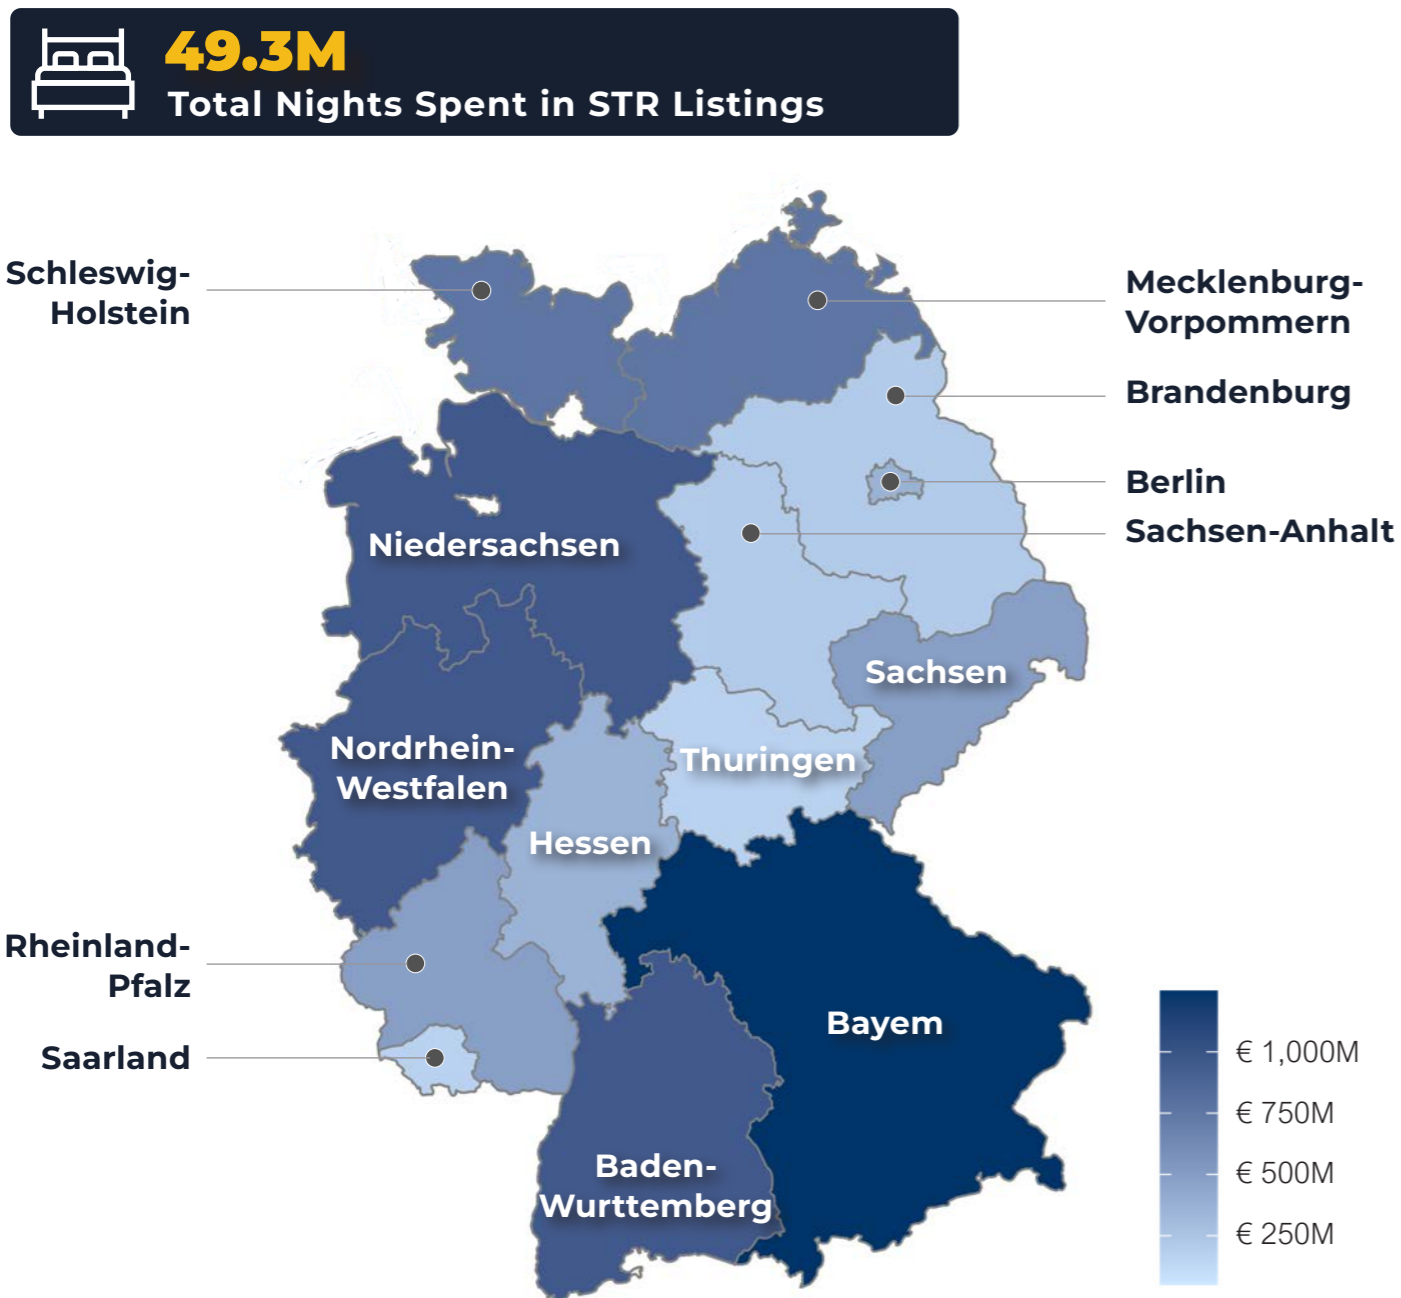 49.3M
Total Nights Spent in STR Listings
Schleswig-
Holstein
Mecklenburg-
Vorpommern
Brandenburg
Berlin
Sachsen-Anhalt
Niedersachsen
Sachsen
Nordrhein-
Westfalen
Thuringen
Hessen
Rheinland-
Pfalz
Saarland
Bayem
Baden-
Wurttemberg
€ 1,000M
€ 750M
€ 500M
€ 250M